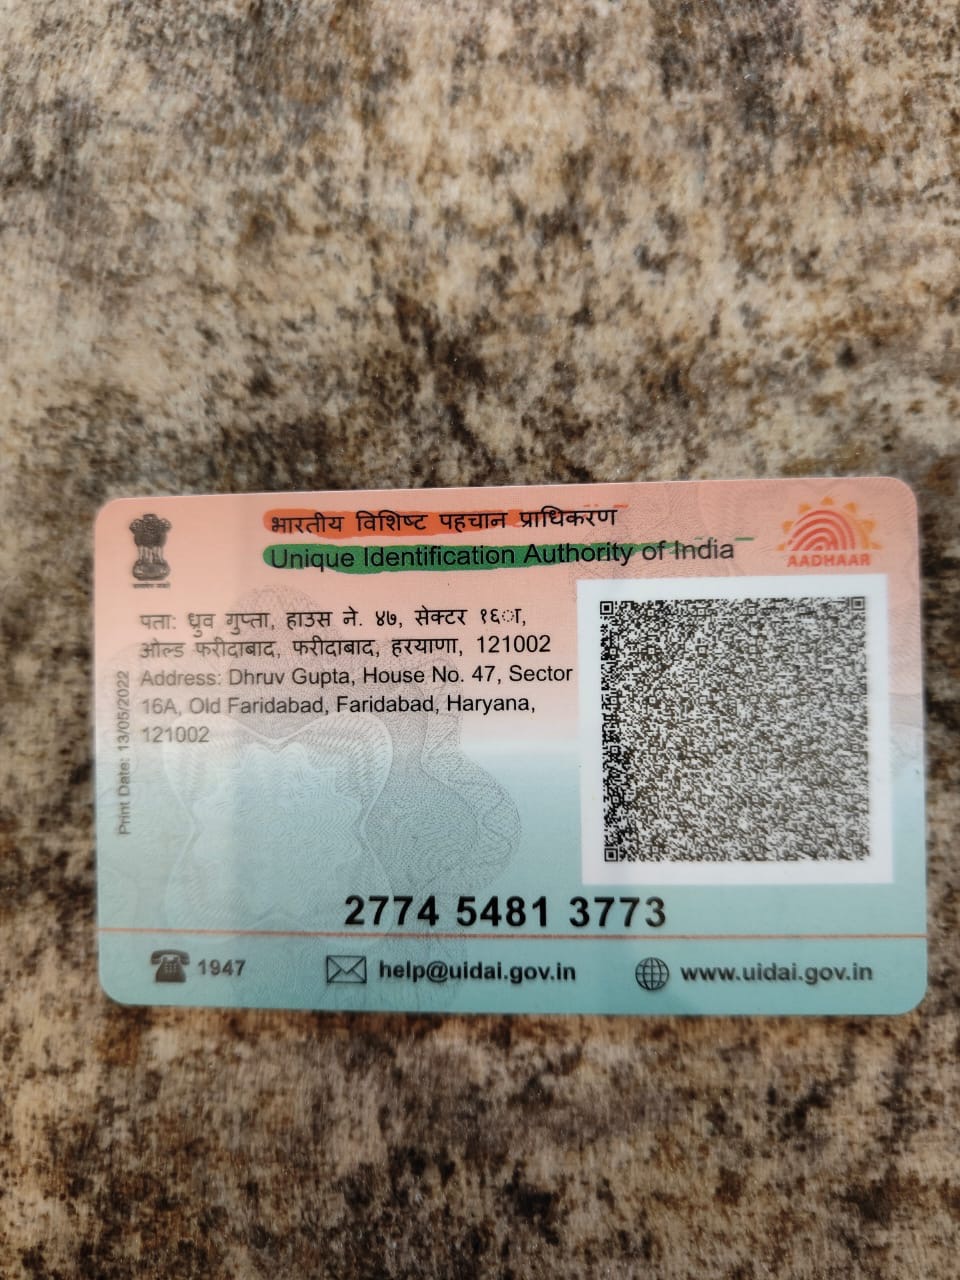 भारतीय विशिष्ट पहचान प्राधिकरण
Unique Identification Authority of India
AADHAAR
पता: ध्रुव गुप्ता, हाउस ने. ४७, सेक्टर १६ा,
ओल्ड फरीदाबाद, फरीदाबाद, हरयाणा, 121002
Address: Dhruv Gupta, House No. 47, Sector
16A, Old Faridabad, Faridabad, Haryana,
121002
Print Date: 13/05/2022
2774 5481 3773
1947
help@uidai.gov.in
www.uidai.gov.in